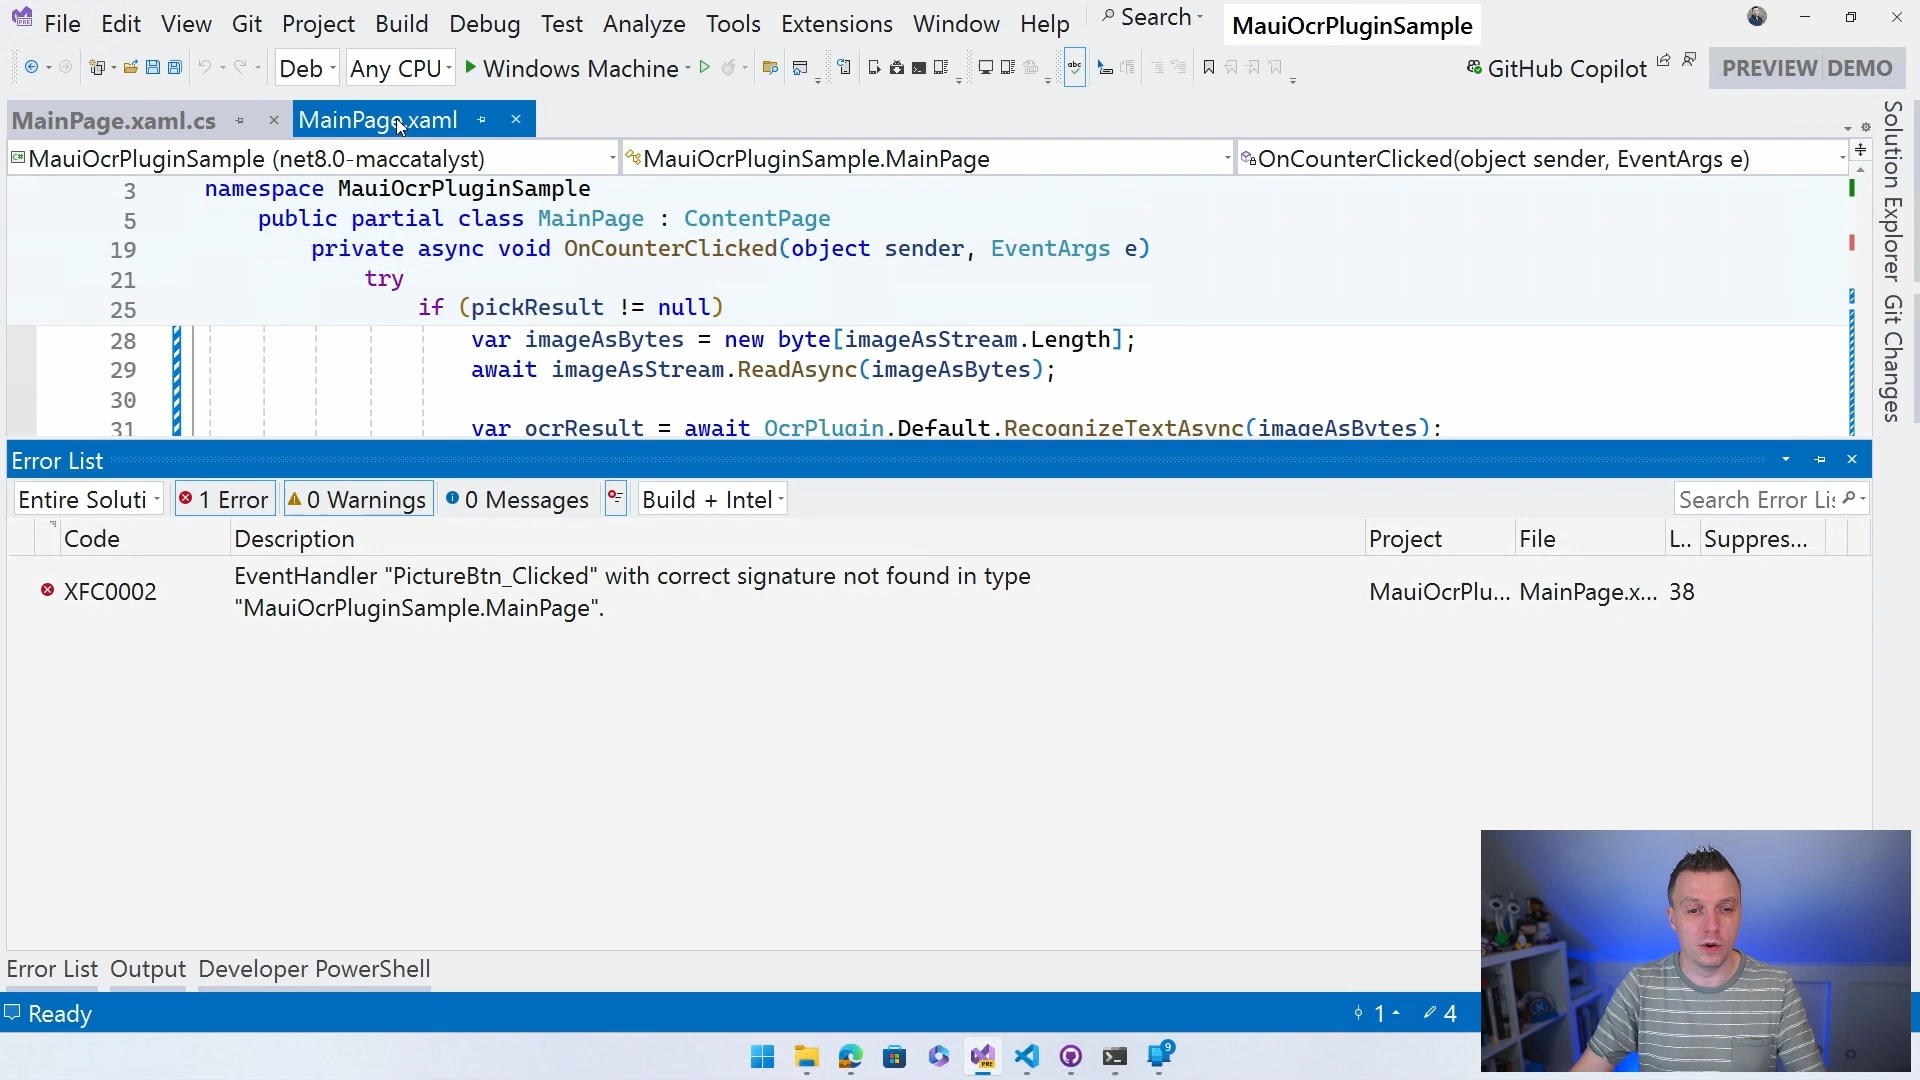 File Edit View Git Project Build Debug Test Analyze Tools Extensions Window Help Search MauiOcrPluginSample
Deb Any CPU Windows Machine GitHub Copilot PREVIEW DEMO
MainPage.xaml.cs MainPage.xaml
MauiOcrPluginSample (net8.0-maccatalyst) MauiOcrPluginSample.MainPage OnCounterClicked(object sender, EventArgs e)
3 namespace MauiOcrPluginSample
5 public partial class MainPage : ContentPage
19 private async void OnCounterClicked(object sender, EventArgs e)
21 try
25 if (pickResult != null)
28 var imageAsBytes = new byte[imageAsStream.Length];
29 await imageAsStream.ReadAsync(imageAsBytes);
30
31 var ocrResult = await OcrPlugin.Default.RecognizeTextAsync(imageAsBytes);
Solution Explorer
Git Changes
Error List
Entire Soluti 1 Error 0 Warnings 0 Messages Build + Intel Search Error Lis
Code Description Project File L.. Suppres...
XFC0002 EventHandler "PictureBtn_Clicked" with correct signature not found in type
"MauiOcrPluginSample.MainPage". MauiOcrPlu... MainPage.x... 38
Error List Output Developer PowerShell
Ready 1 4
9